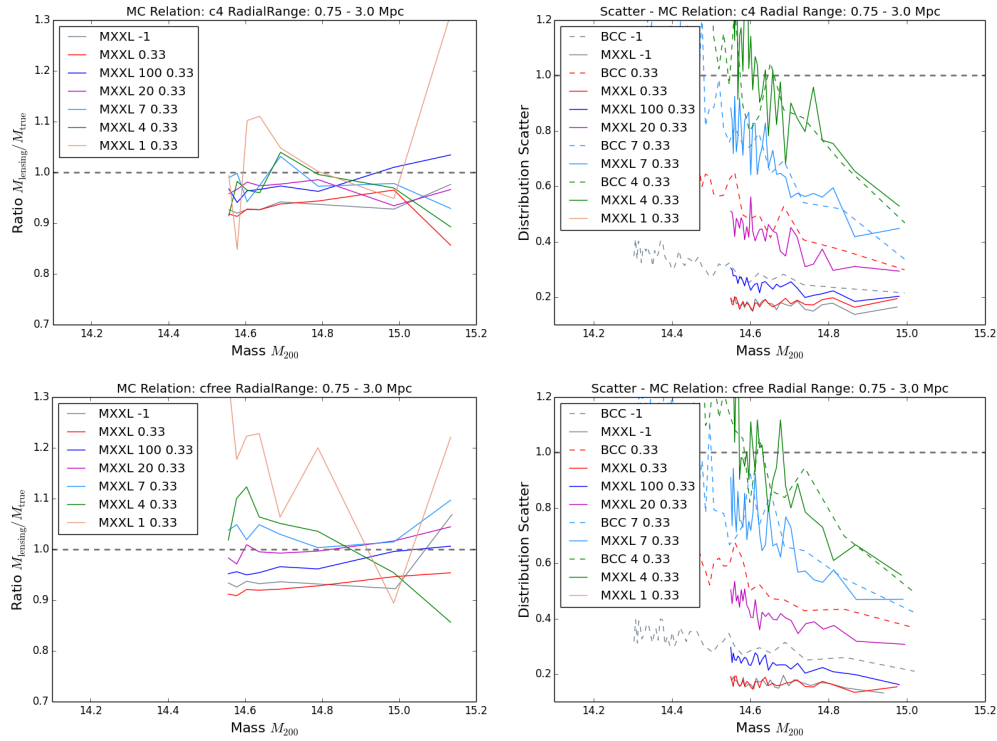 MC Relation: c4 RadialRange: 0.75 - 3.0 Mpc
Ratio M_lensing/M_true
1.3
1.2
1.1
1.0
0.9
0.8
0.7
MXXL -1
MXXL 0.33
MXXL 100 0.33
MXXL 20 0.33
MXXL 7 0.33
MXXL 4 0.33
MXXL 1 0.33
14.2 14.4 14.6 14.8 15.0 15.2
Mass M_200
Scatter - MC Relation: c4 Radial Range: 0.75 - 3.0 Mpc
Distribution Scatter
1.2
1.0
0.8
0.6
0.4
0.2
BCC -1
MXXL -1
BCC 0.33
MXXL 0.33
MXXL 100 0.33
MXXL 20 0.33
BCC 7 0.33
MXXL 7 0.33
BCC 4 0.33
MXXL 4 0.33
MXXL 1 0.33
14.2 14.4 14.6 14.8 15.0 15.2
Mass M_200
MC Relation: cfree RadialRange: 0.75 - 3.0 Mpc
Ratio M_lensing/M_true
1.3
1.2
1.1
1.0
0.9
0.8
0.7
MXXL -1
MXXL 0.33
MXXL 100 0.33
MXXL 20 0.33
MXXL 7 0.33
MXXL 4 0.33
MXXL 1 0.33
14.2 14.4 14.6 14.8 15.0 15.2
Mass M_200
Scatter - MC Relation: cfree Radial Range: 0.75 - 3.0 Mpc
Distribution Scatter
1.2
1.0
0.8
0.6
0.4
0.2
BCC -1
MXXL -1
BCC 0.33
MXXL 0.33
MXXL 100 0.33
MXXL 20 0.33
BCC 7 0.33
MXXL 7 0.33
BCC 4 0.33
MXXL 4 0.33
MXXL 1 0.33
14.2 14.4 14.6 14.8 15.0 15.2
Mass M_200